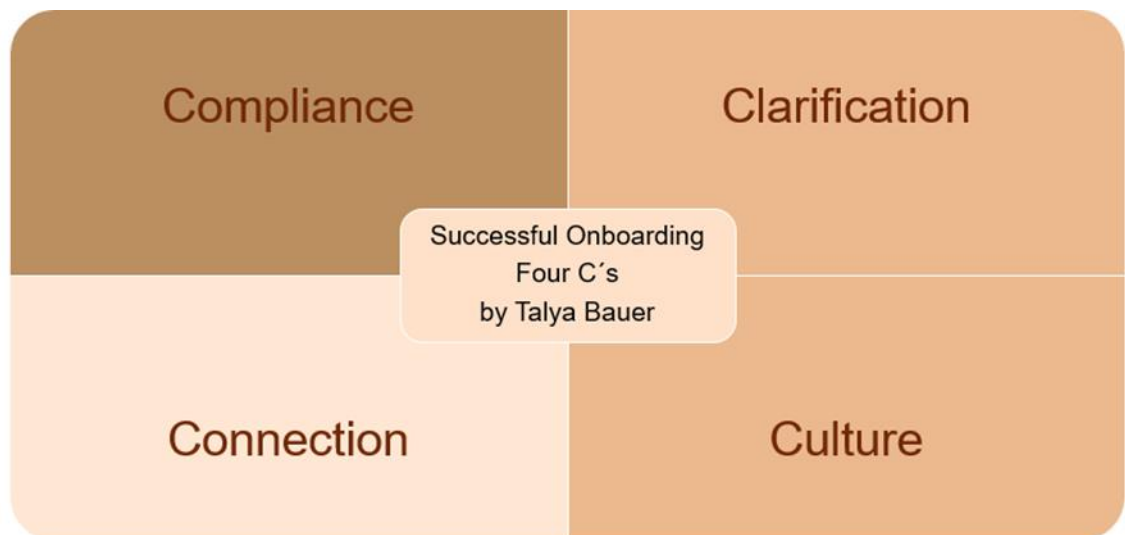 Compliance
Clarification
Successful Onboarding
Four C´s
by Talya Bauer
Connection
Culture